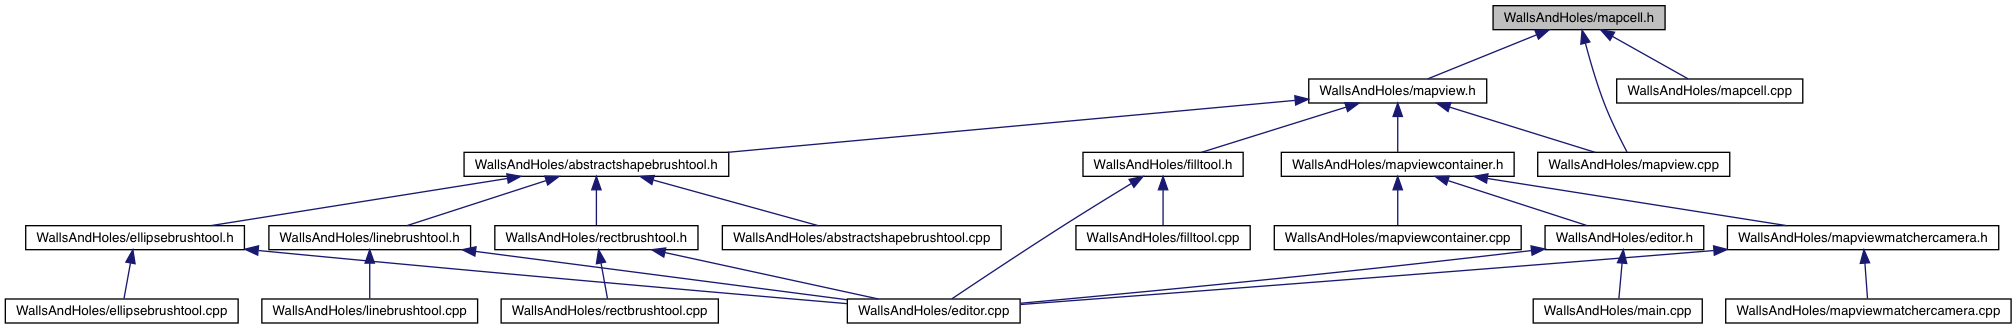 WallsAndHoles/mapcell.h
WallsAndHoles/mapview.h
WallsAndHoles/mapcell.cpp
WallsAndHoles/abstractshapebrushtool.h
WallsAndHoles/filltool.h
WallsAndHoles/mapviewcontainer.h
WallsAndHoles/mapview.cpp
WallsAndHoles/ellipsebrushtool.h
WallsAndHoles/linebrushtool.h
WallsAndHoles/rectbrushtool.h
WallsAndHoles/abstractshapebrushtool.cpp
WallsAndHoles/filltool.cpp
WallsAndHoles/mapviewcontainer.cpp
WallsAndHoles/editor.h
WallsAndHoles/mapviewmatchercamera.h
WallsAndHoles/ellipsebrushtool.cpp
WallsAndHoles/linebrushtool.cpp
WallsAndHoles/rectbrushtool.cpp
WallsAndHoles/editor.cpp
WallsAndHoles/main.cpp
WallsAndHoles/mapviewmatchercamera.cpp